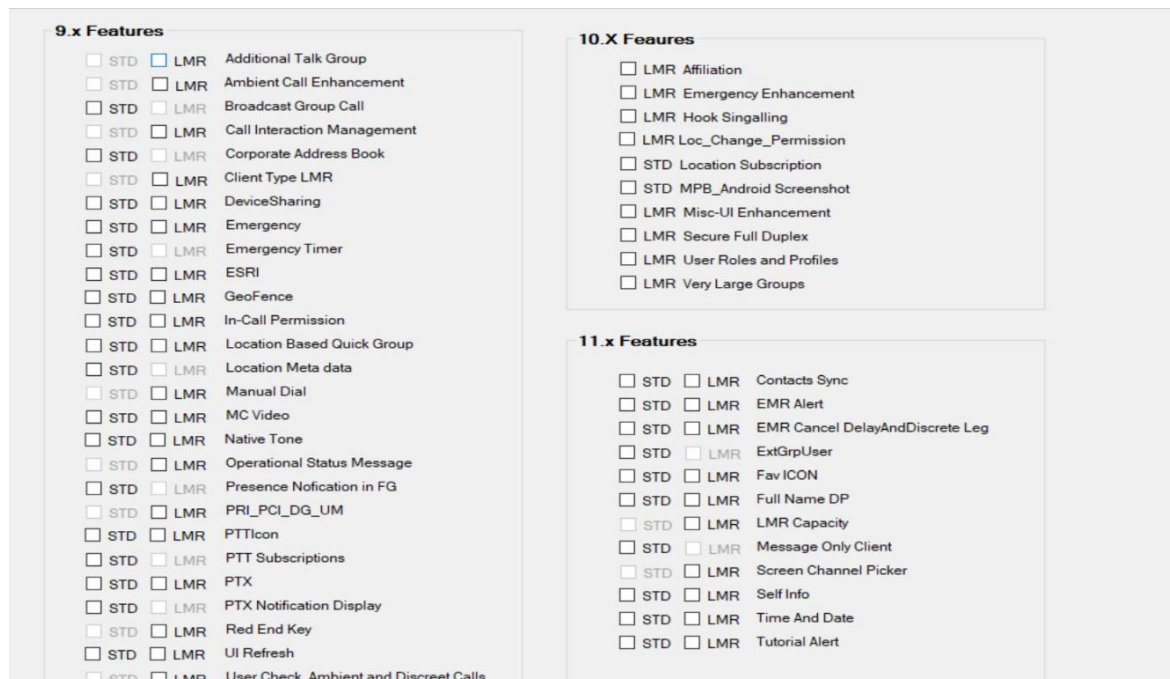 9.x Features
STD LMR Additional Talk Group
STD LMR Ambient Call Enhancement
STD LMR Broadcast Group Call
STD LMR Call Interaction Management
STD LMR Corporate Address Book
STD LMR Client Type LMR
STD LMR DeviceSharing
STD LMR Emergency
STD LMR Emergency Timer
STD LMR ESRI
STD LMR GeoFence
STD LMR In-Call Permission
STD LMR Location Based Quick Group
STD LMR Location Meta data
STD LMR Manual Dial
STD LMR MC Video
STD LMR Native Tone
STD LMR Operational Status Message
STD LMR Presence Nofication in FG
STD LMR PRI_PCI_DG_UM
STD LMR PTTIcon
STD LMR PTT Subscriptions
STD LMR PTX
STD LMR PTX Notification Display
STD LMR Red End Key
STD LMR UI Refresh
STD LMR User Check, Ambient and Discreet Calls
10.X Feaures
LMR Affiliation
LMR Emergency Enhancement
LMR Hook Singalling
LMR Loc_Change_Permission
STD Location Subscription
STD MPB_Android Screenshot
LMR Misc-UI Enhancement
LMR Secure Full Duplex
LMR User Roles and Profiles
LMR Very Large Groups
11.x Features
STD LMR Contacts Sync
STD LMR EMR Alert
STD LMR EMR Cancel DelayAndDiscrete Leg
STD LMR ExtGrpUser
STD LMR Fav ICON
STD LMR Full Name DP
STD LMR LMR Capacity
STD LMR Message Only Client
STD LMR Screen Channel Picker
STD LMR Self Info
STD LMR Time And Date
STD LMR Tutorial Alert